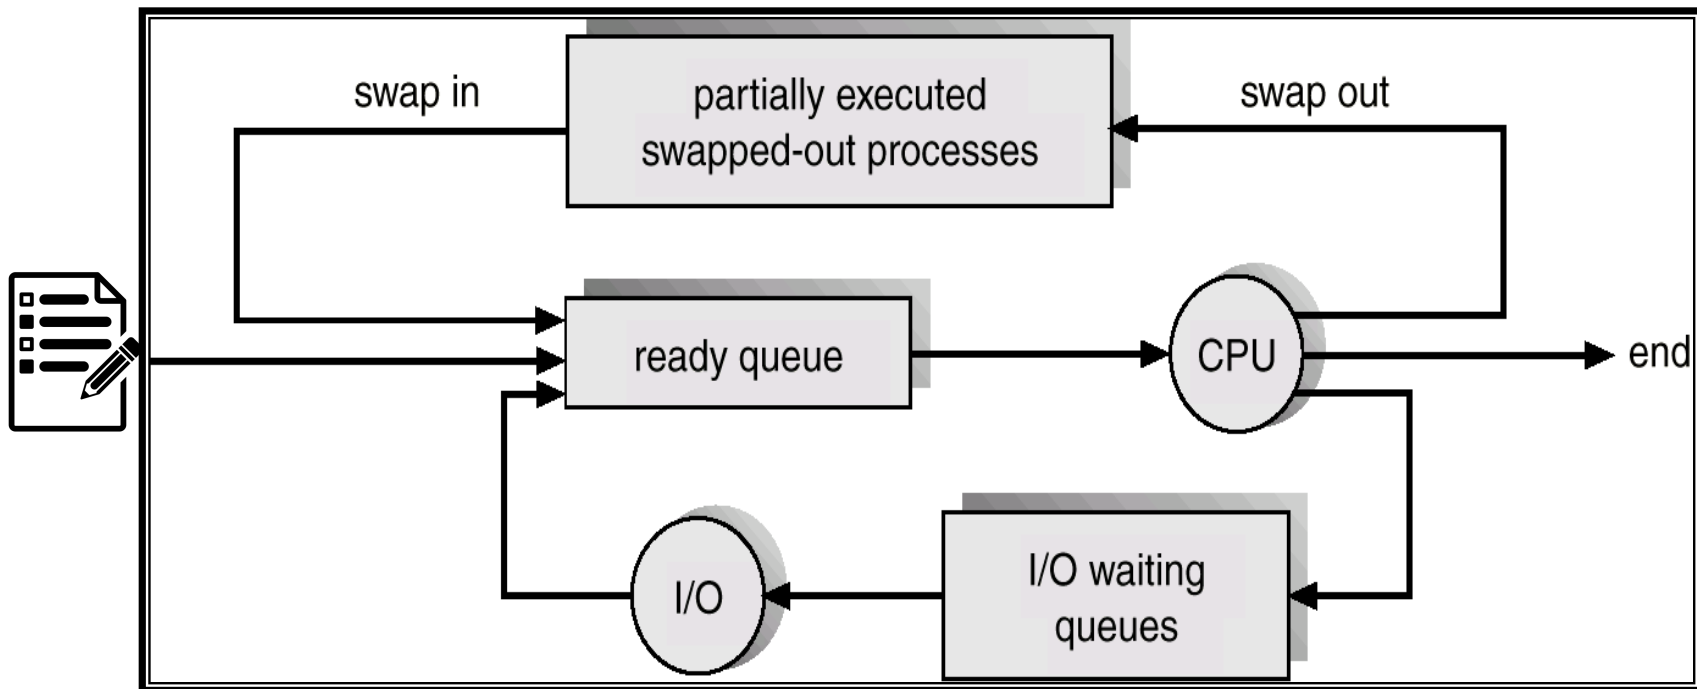 swap in
partially executed
swapped-out processes
swap out
ready queue
CPU
end
I/O
I/O waiting
queues